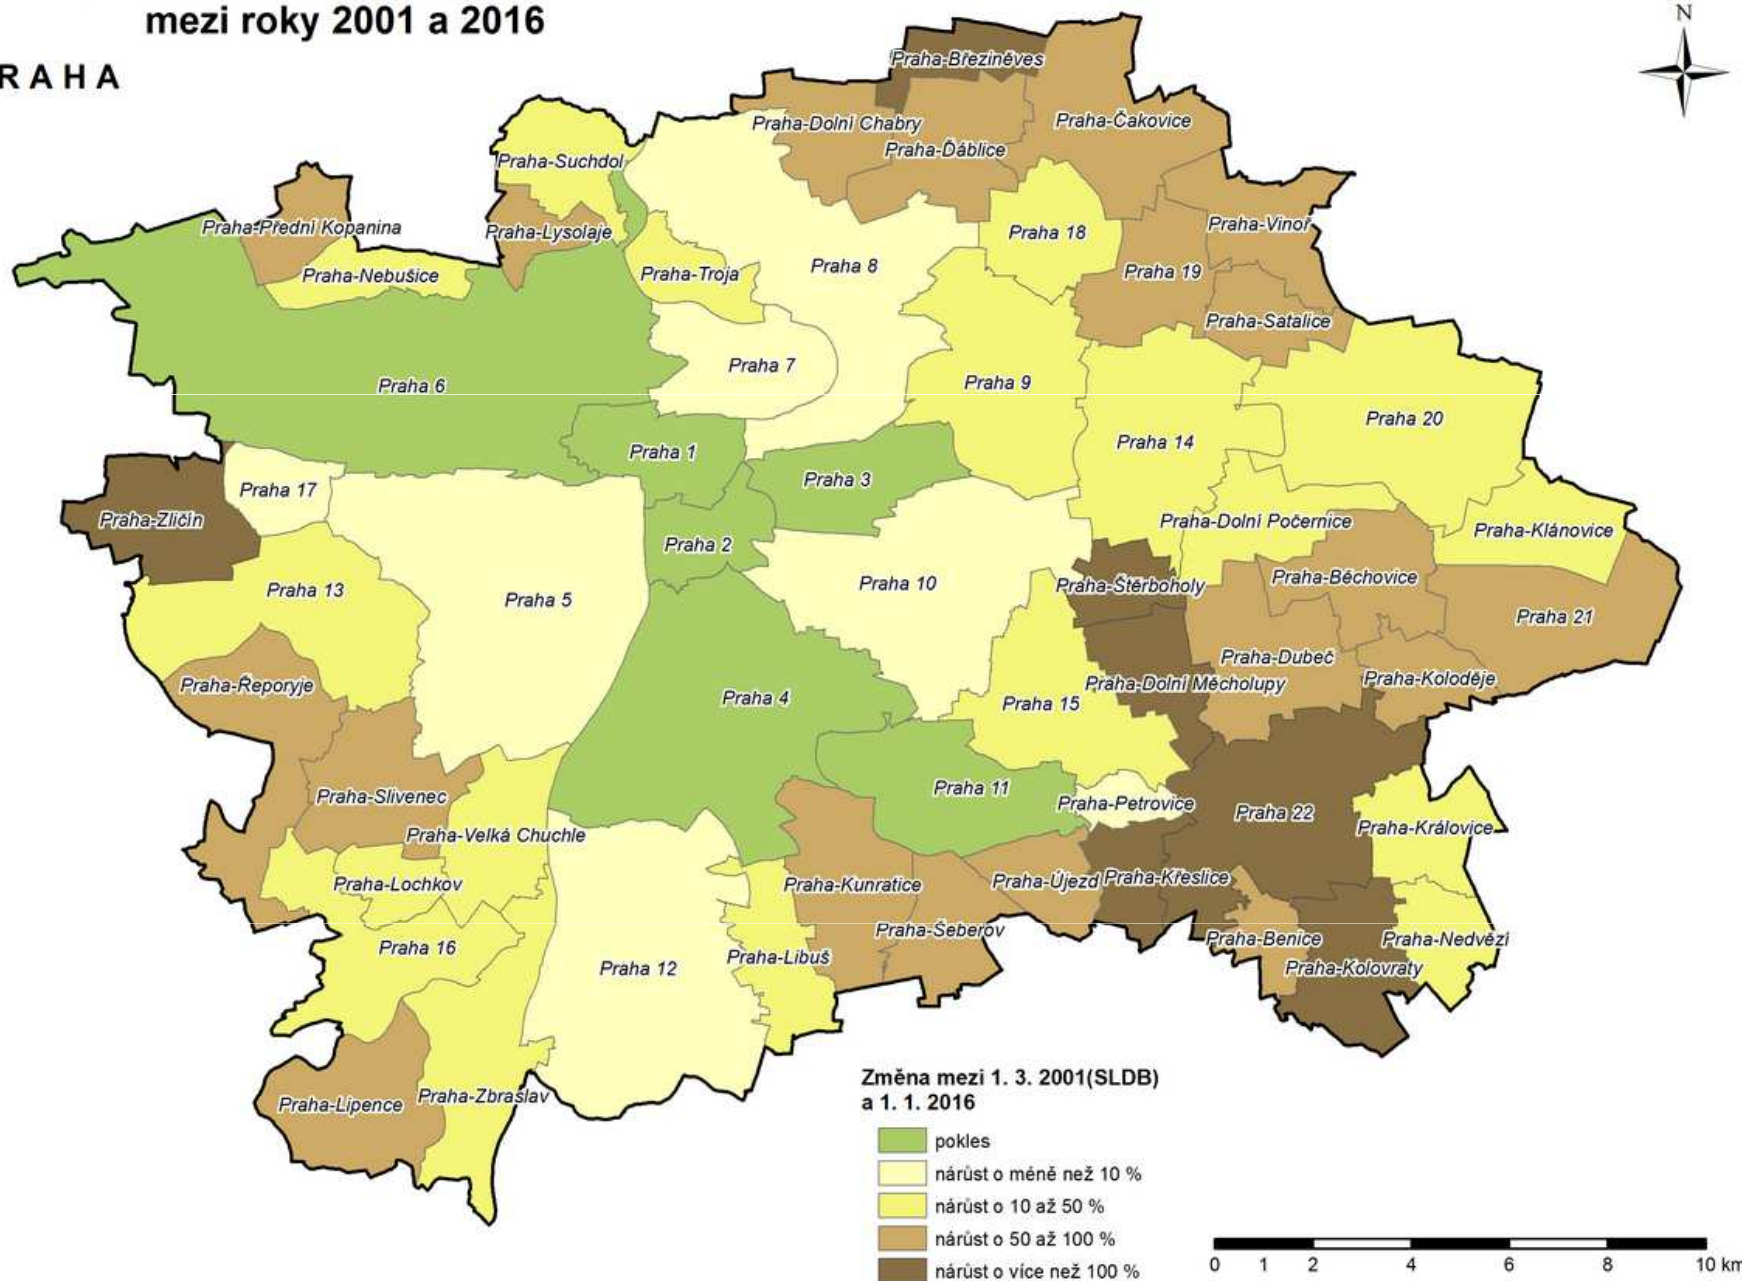 mezi roky 2001 a 2016
RAHA
N
Praha-Březiněves
Praha-Dolní Chabry
Praha-Čakovice
Praha-Ďáblice
Praha-Suchdol
Praha-Přední Kopanina
Praha-Lysolaje
Praha-Vinoř
Praha 18
Praha-Nebušice
Praha-Troja
Praha 8
Praha 19
Praha-Satalice
Praha 7
Praha 6
Praha 9
Praha 20
Praha 14
Praha 1
Praha 3
Praha 17
Praha-Zličín
Praha-Dolní Počernice
Praha-Klánovice
Praha 2
Praha 10
Praha-Štěrboholy
Praha-Běchovice
Praha 13
Praha 5
Praha 21
Praha-Dubeč
Praha-Řeporyje
Praha-Dolní Měcholupy
Praha-Koloděje
Praha 4
Praha 15
Praha 11
Praha-Slivenec
Praha-Petrovice
Praha 22
Praha-Královice
Praha-Velká Chuchle
Praha-Lochkov
Praha-Kunratice
Praha-Újezd
Praha-Křeslice
Praha-Šeberov
Praha-Benice
Praha-Nedvězí
Praha 16
Praha-Libuš
Praha 12
Praha-Kolovraty
Praha-Lipence
Praha-Zbraslav
Změna mezi 1. 3. 2001(SLDB)
a 1. 1. 2016
pokles
nárůst o méně než 10 %
nárůst o 10 až 50 %
nárůst o 50 až 100 %
nárůst o více než 100 %
0 1 2 4 6 8 10 km